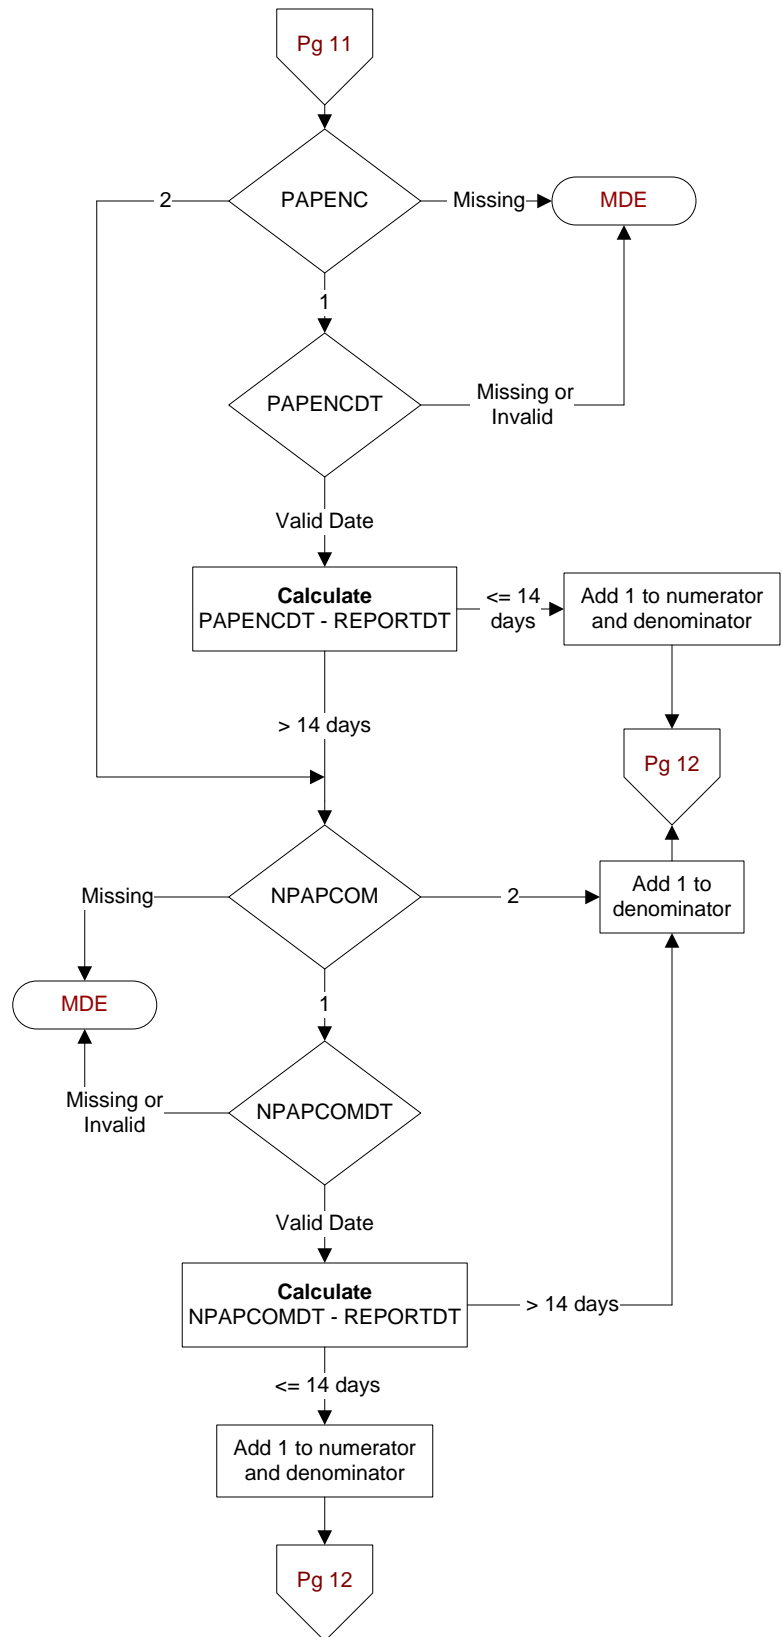 Pg 11
2
PAPENC
Missing
MDE
1
PAPENCDT
Missing or
Invalid
Valid Date
Calculate
PAPENCDT - REPORTDT
<= 14
days
Add 1 to numerator
and denominator
> 14 days
Pg 12
Missing
NPAPCOM
2
Add 1 to
denominator
MDE
1
Missing or
Invalid
NPAPCOMDT
Valid Date
Calculate
NPAPCOMDT - REPORTDT
> 14 days
<= 14 days
Add 1 to numerator
and denominator
Pg 12